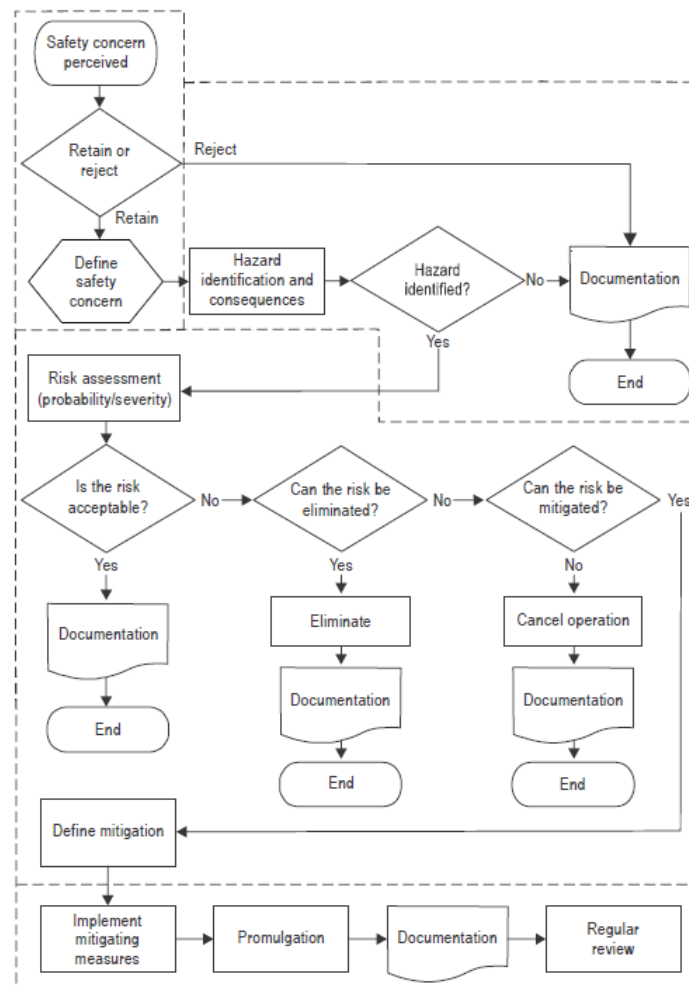 Safety concern
perceived
Retain or
reject
Reject
Retain
Define
safety
concern
Hazard
identification and
consequences
Hazard
identified?
No
Documentation
Yes
End
Risk assessment
(probability/severity)
Is the risk
acceptable?
No
Can the risk be
eliminated?
No
Can the risk be
mitigated?
Yes
Yes
Yes
No
Documentation
Eliminate
Cancel operation
Documentation
Documentation
End
End
End
Define mitigation
Implement
mitigating
measures
Promulgation
Documentation
Regular
review